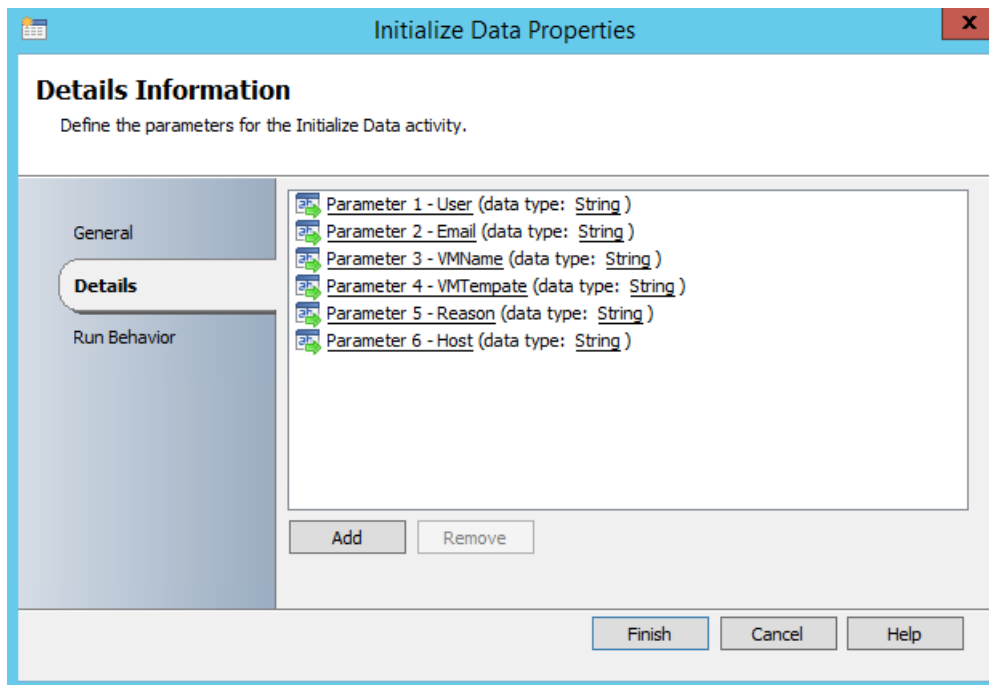 Initialize Data Properties
x
Details Information
Define the parameters for the Initialize Data activity.
General
Details
Run Behavior
Parameter 1 - User (data type: String )
Parameter 2 - Email (data type: String )
Parameter 3 - VMName (data type: String )
Parameter 4 - VMTempate (data type: String )
Parameter 5 - Reason (data type: String )
Parameter 6 - Host (data type: String )
Add Remove
Finish Cancel Help